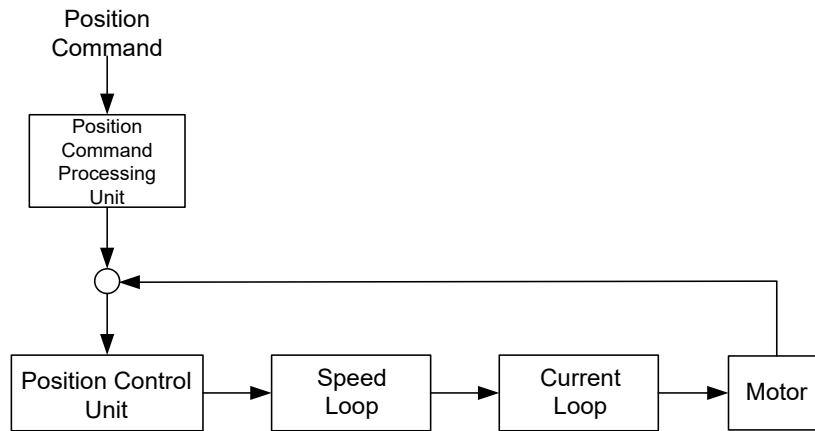 Position
Command
Position
Command
Processing
Unit
Position Control
Unit
Speed
Loop
Current
Loop
Motor